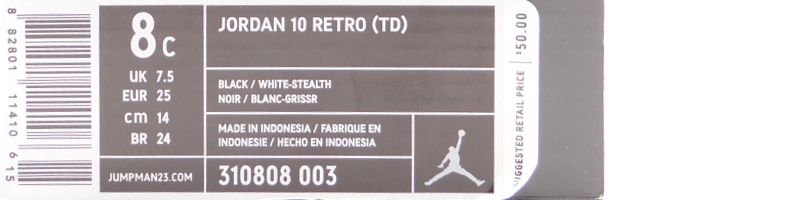 8 82801 11410 6 15
8C
UK 7.5
EUR 25
cm 14
BR 24
JUMPMAN23.COM
JORDAN 10 RETRO (TD)
BLACK / WHITE-STEALTH
NOIR / BLANC-GRISSR
MADE IN INDONESIA / FABRIQUE EN
INDONESIE / HECHO EN INDONESIA
310808 003
SUGGESTED RETAIL PRICE
$50.00